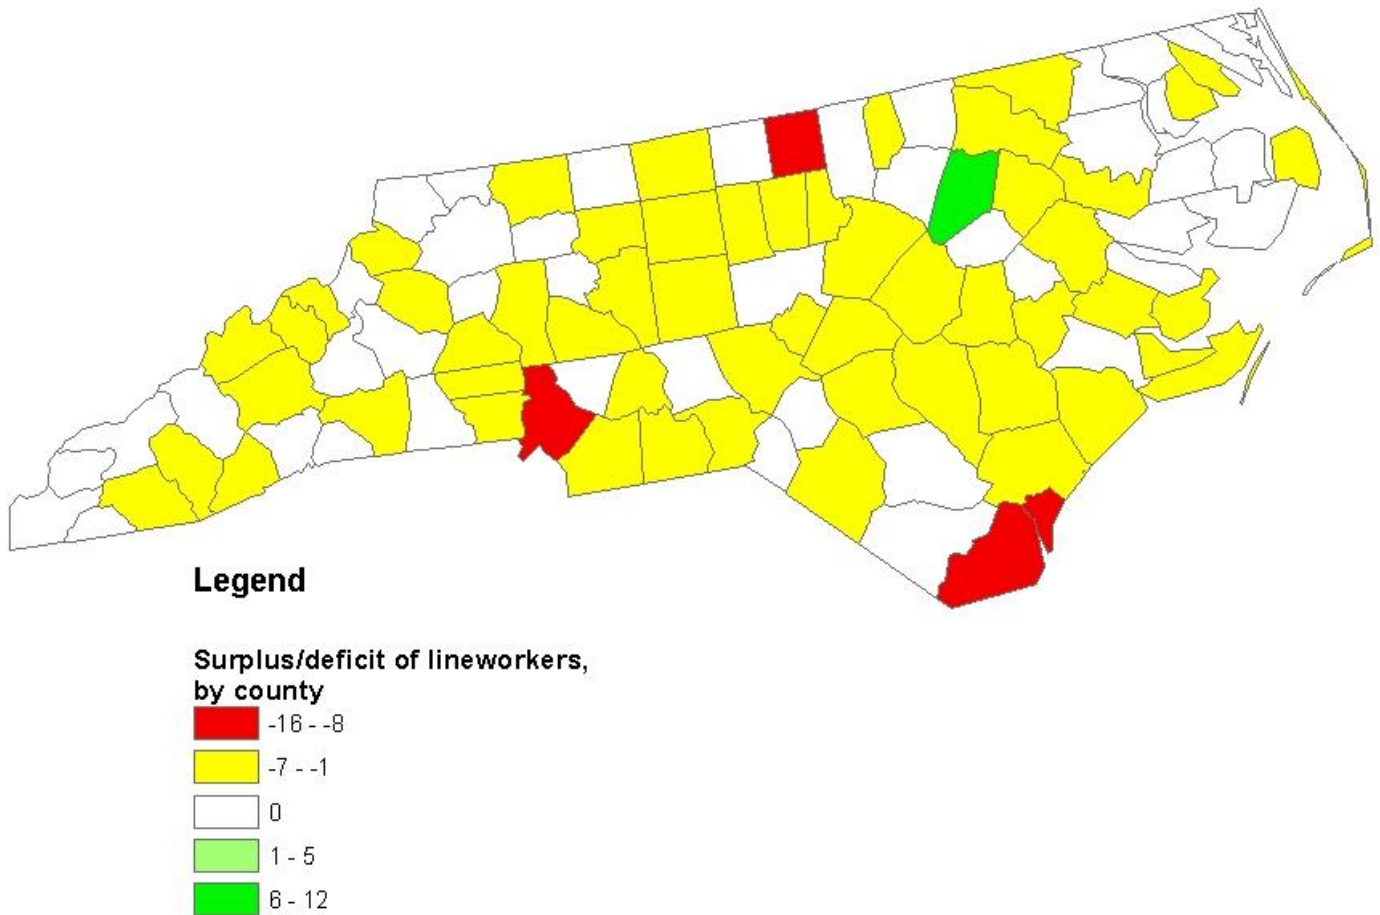 Legend
Surplus/deficit of lineworkers,
by county
-16 - -8
-7 - -1
0
1 - 5
6 - 12